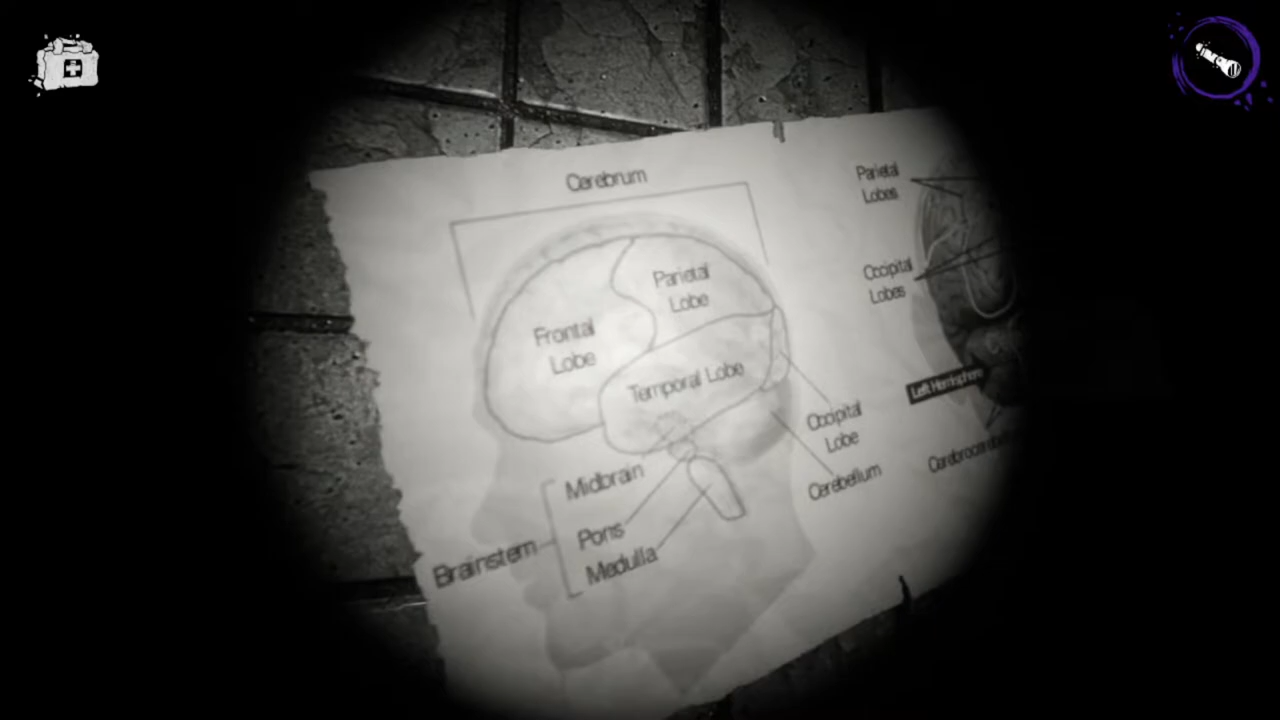 Cerebrum
Parietal
Lobe
Frontal
Lobe
Temporal Lobe
Occipital
Lobe
Cerebellum
Midbrain
Pons
Medulla
Brainstem
Parietal
Lobes
Occipital
Lobes
Left Hemisphere